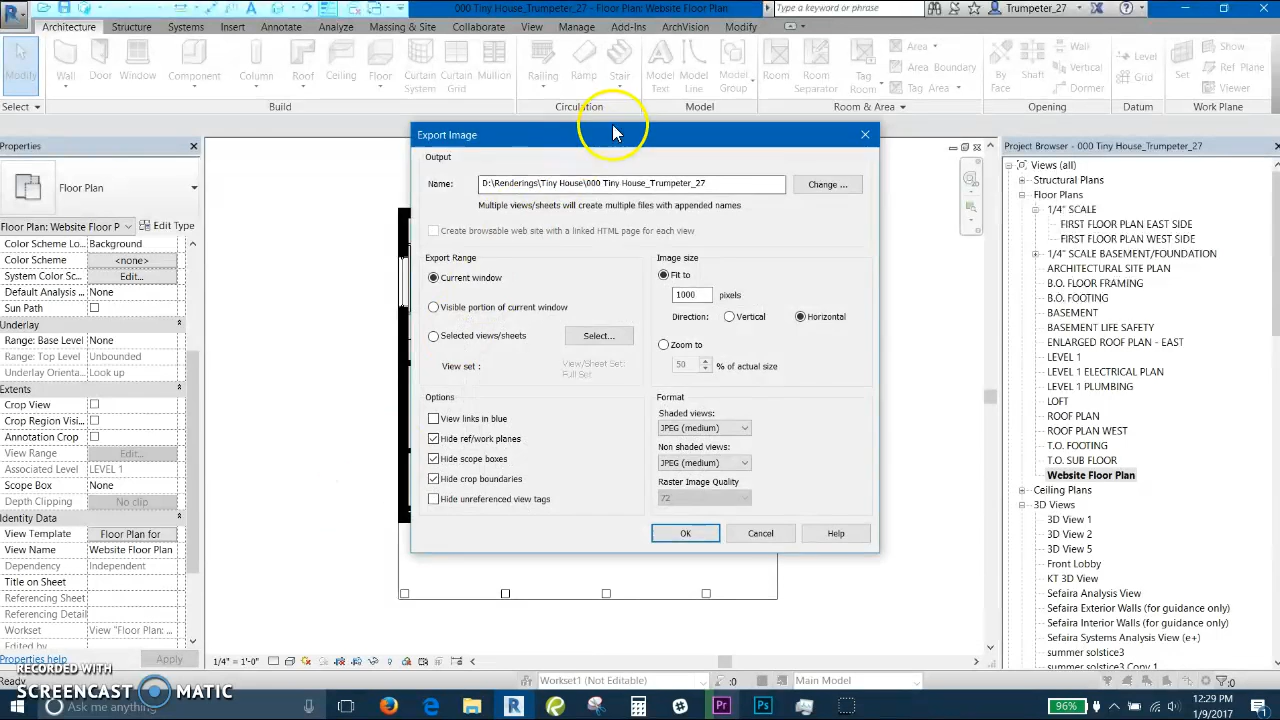 000 Tiny House_Trumpeter_27 - Floor Plan: Website Floor Plan
Type a keyword or phrase
Trumpeter_27
Architecture Structure Systems Insert Annotate Analyze Massing & Site Collaborate View Manage Add-Ins ArchVision Modify
Modify
Wall Door Window Component Column Roof Ceiling Floor Curtain System Curtain Grid Mullion Railing Ramp Stair Model Text Model Line Model Group Room Room Separator Tag Room
Area
Area Boundary
Tag Area
By Face Shaft
Wall
Vertical
Dormer
Level
Grid
Set
Show
Ref Plane
Viewer
Select Build Circulation Model Room & Area Opening Datum Work Plane
Properties
Floor Plan
Floor Plan: Website Floor P Edit Type
Color Scheme Lo... Background
Color Scheme <none>
System Color Sc... Edit...
Default Analysis ... None
Sun Path
Underlay
Range: Base Level None
Range: Top Level Unbounded
Underlay Orienta... Look up
Extents
Crop View
Crop Region Visi...
Annotation Crop
View Range Edit...
Associated Level LEVEL 1
Scope Box None
Depth Clipping No clip
Identity Data
View Template Floor Plan for
View Name Website Floor Plan
Dependency Independent
Title on Sheet
Referencing Sheet
Referencing Detail
Workset View "Floor Plan: ...
Edited by
Properties help Apply
Export Image
Output
Name: D:\Renderings\Tiny House\000 Tiny House_Trumpeter_27 Change ...
Multiple views/sheets will create multiple files with appended names
Create browsable web site with a linked HTML page for each view
Export Range
Current window
Visible portion of current window
Selected views/sheets Select...
View set : View/Sheet Set:
Full Set
Image size
Fit to
1000 pixels
Direction: Vertical Horizontal
Zoom to
50 % of actual size
Options
View links in blue
Hide ref/work planes
Hide scope boxes
Hide crop boundaries
Hide unreferenced view tags
Format
Shaded views:
JPEG (medium)
Non shaded views:
JPEG (medium)
Raster Image Quality
72
OK Cancel Help
Project Browser - 000 Tiny House_Trumpeter_27
Views (all)
Structural Plans
Floor Plans
1/4" SCALE
FIRST FLOOR PLAN EAST SIDE
FIRST FLOOR PLAN WEST SIDE
1/4" SCALE BASEMENT/FOUNDATION
ARCHITECTURAL SITE PLAN
B.O. FLOOR FRAMING
B.O. FOOTING
BASEMENT
BASEMENT LIFE SAFETY
ENLARGED ROOF PLAN - EAST
LEVEL 1
LEVEL 1 ELECTRICAL PLAN
LEVEL 1 PLUMBING
LOFT
ROOF PLAN
ROOF PLAN WEST
T.O. FOOTING
T.O. SUB FLOOR
Website Floor Plan
Ceiling Plans
3D Views
3D View 1
3D View 2
3D View 5
Front Lobby
KT 3D View
Sefaira Analysis View
Sefaira Exterior Walls (for guidance only)
Sefaira Interior Walls (for guidance only)
Sefaira Systems Analysis View (e+)
summer solstice3
summer solstice3 Copy 1
1/4" = 1'-0"
Ready
Workset1 (Not Editable) :0 Main Model :0
RECORDED WITH
SCREENCAST MATIC
Ask me anything
96%
12:29 PM
1/9/2017